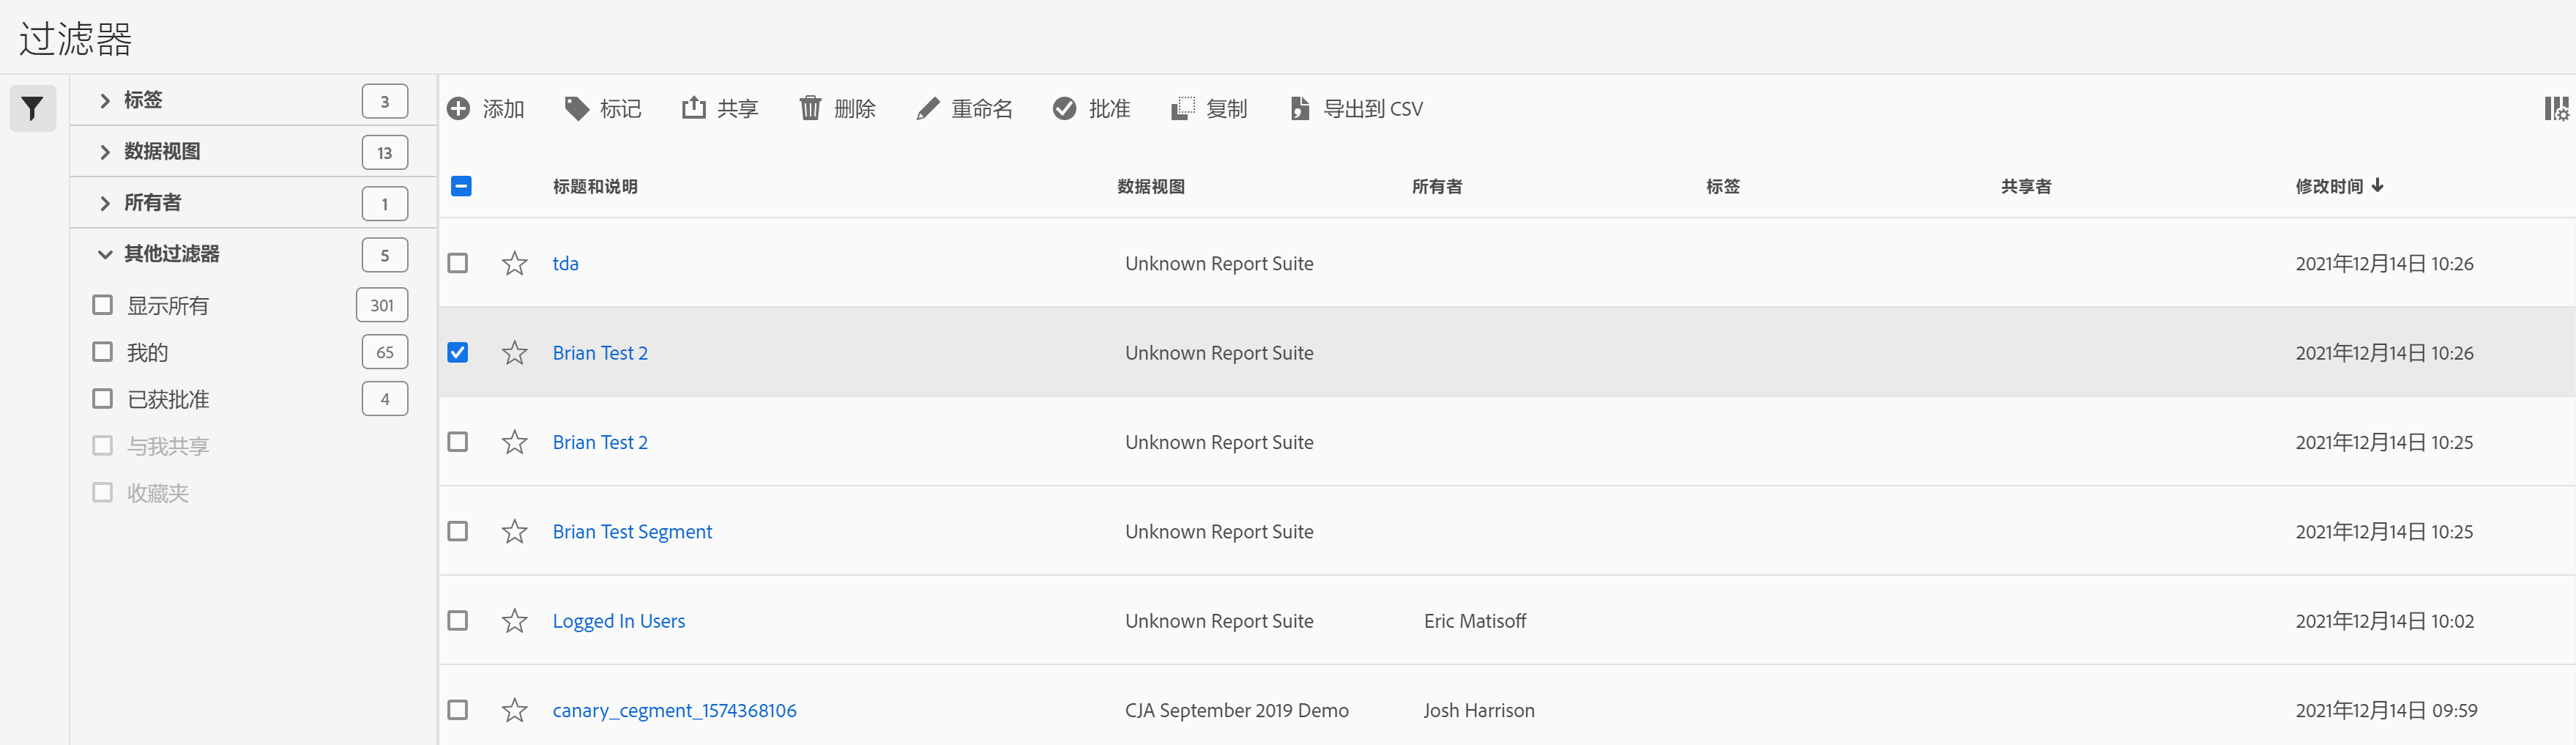 过滤器
标签 3
数据视图 13
所有者 1
其他过滤器 5
显示所有 301
我的 65
已获批准 4
与我共享
收藏夹
添加 标记 共享 删除 重命名 批准 复制 导出到 CSV
标题和说明 数据视图 所有者 标签 共享者 修改时间
tda Unknown Report Suite 2021年12月14日 10:26
Brian Test 2 Unknown Report Suite 2021年12月14日 10:26
Brian Test 2 Unknown Report Suite 2021年12月14日 10:25
Brian Test Segment Unknown Report Suite 2021年12月14日 10:25
Logged In Users Unknown Report Suite Eric Matisoff 2021年12月14日 10:02
canary_cegment_1574368106 CJA September 2019 Demo Josh Harrison 2021年12月14日 09:59